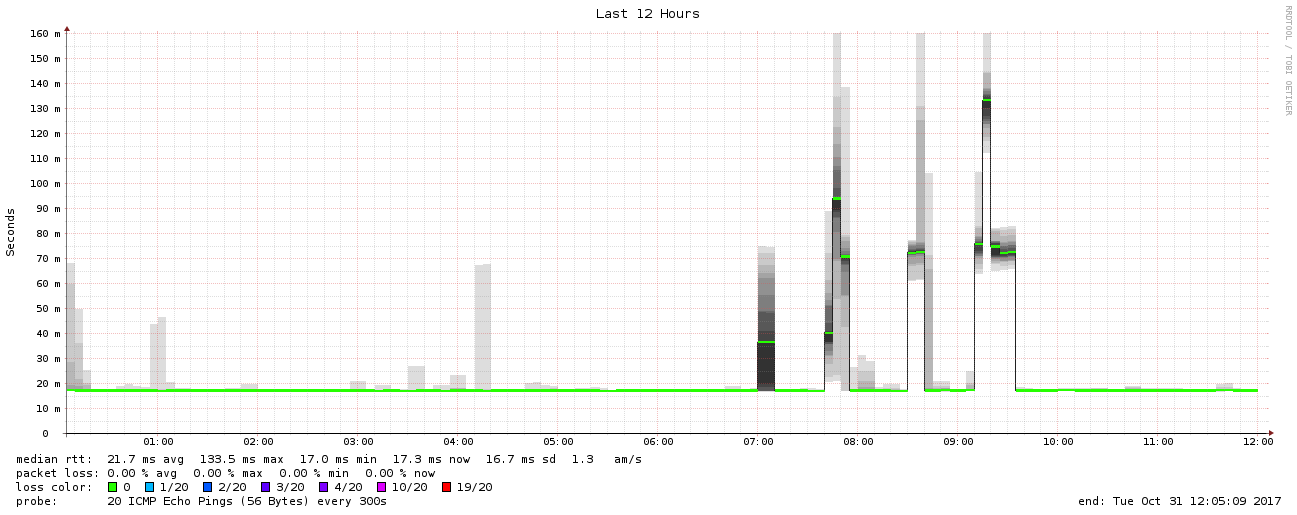 Last 12 Hours
RRDTOOL / TOBI OETIKER
Seconds
160 m
150 m
140 m
130 m
120 m
110 m
100 m
90 m
80 m
70 m
60 m
50 m
40 m
30 m
20 m
10 m
0
01:00 02:00 03:00 04:00 05:00 06:00 07:00 08:00 09:00 10:00 11:00 12:00
median rtt: 21.7 ms avg 133.5 ms max 17.0 ms min 17.3 ms now 16.7 ms sd 1.3 am/s
packet loss: 0.00 % avg 0.00 % max 0.00 % min 0.00 % now
loss color: 0 1/20 2/20 3/20 4/20 10/20 19/20
probe: 20 ICMP Echo Pings (56 Bytes) every 300s end: Tue Oct 31 12:05:09 2017